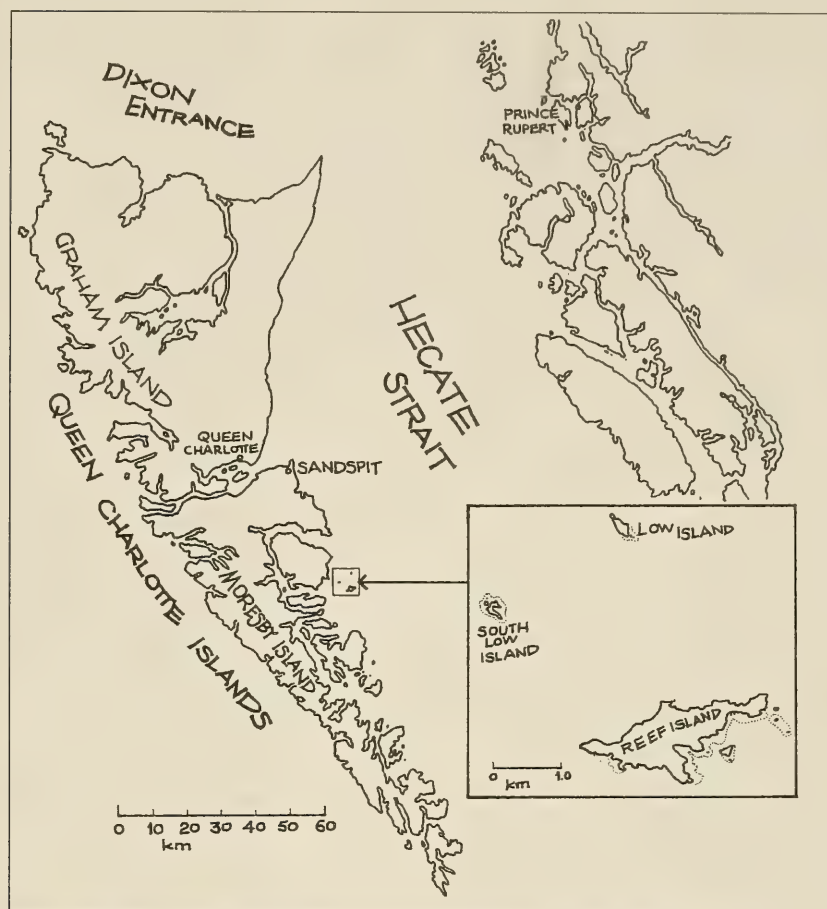 DIXON
ENTRANCE
PRINCE
RUPERT
GRAHAM ISLAND
HECATE
STRAIT
QUEEN
CHARLOTTE
SANDSPIT
QUEEN CHARLOTTE ISLANDS
MORESBY ISLAND
LOW ISLAND
SOUTH
LOW
ISLAND
REEF ISLAND
0 1.0
km
0 10 20 30 40 50 60
km